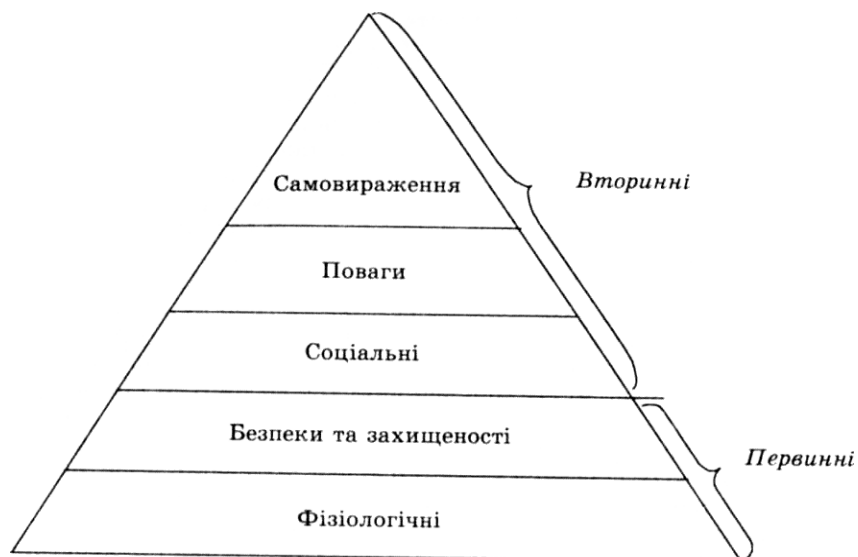 Самовираження
Вторинні
Поваги
Соціальні
Безпеки та захищеності
Первинні
Фізіологічні